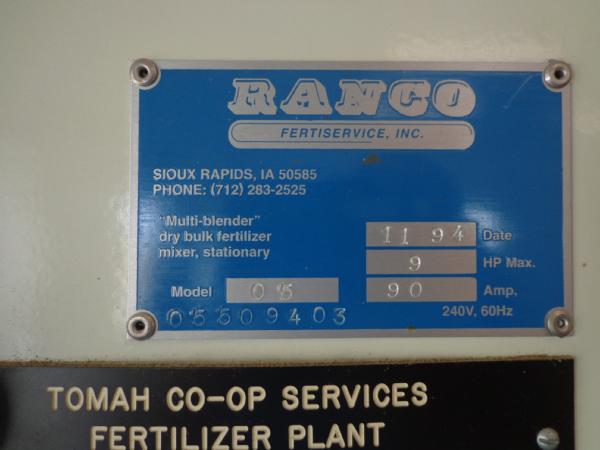 RANCO
FERTISERVICE, INC.
SIOUX RAPIDS, IA 50585
PHONE: (712) 283-2525
"Multi-blender"
dry bulk fertilizer
mixer, stationary
11 94 Date
9 HP Max.
Model 05 90 Amp,
05509403 240V, 60Hz
TOMAH CO-OP SERVICES
FERTILIZER PLANT